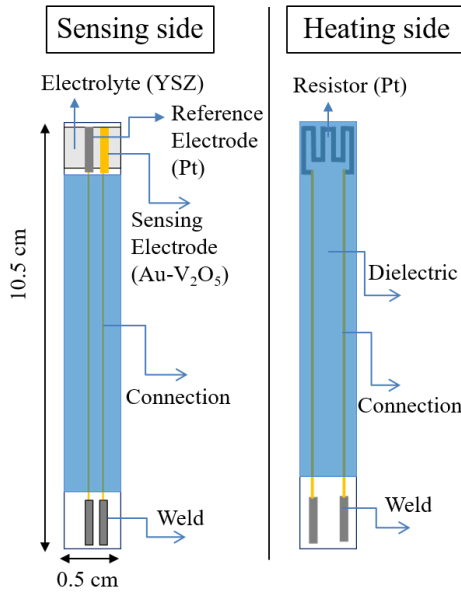 Sensing side
Electrolyte (YSZ)
Reference
Electrode
(Pt)
Sensing
Electrode
(Au-V₂O₅)
10.5 cm
Connection
Weld
0.5 cm
Heating side
Resistor (Pt)
Dielectric
Connection
Weld